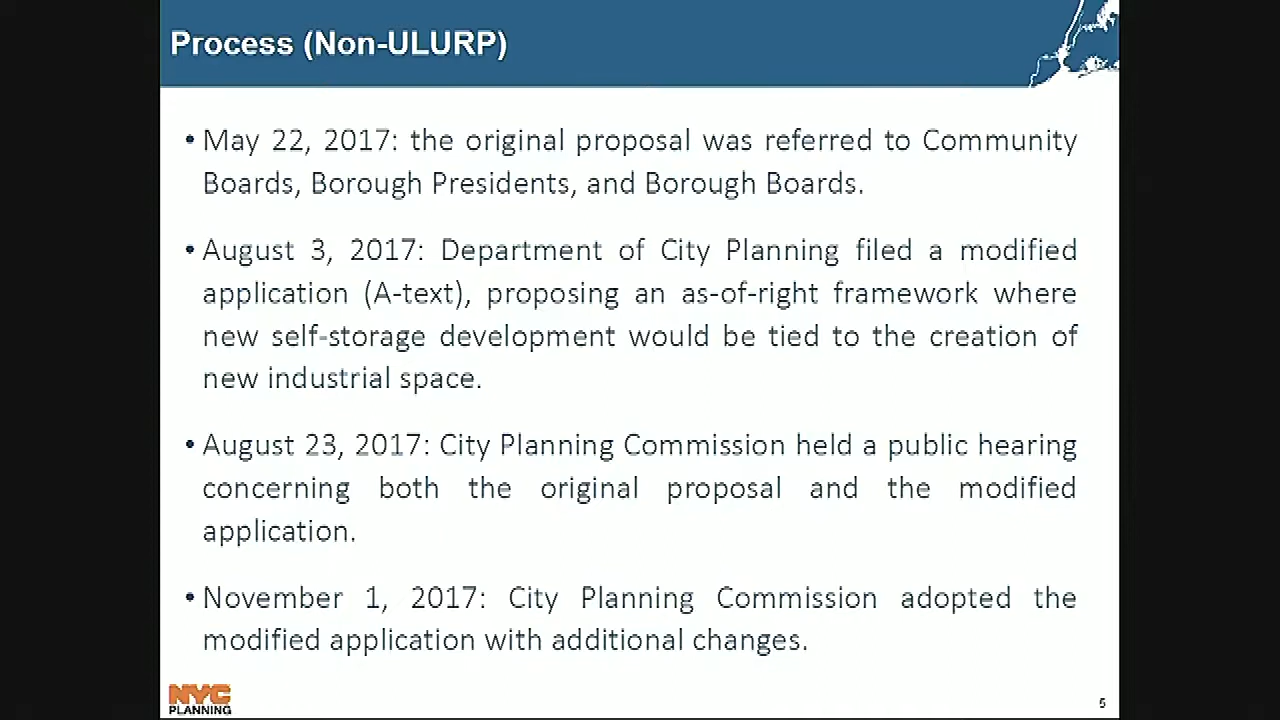 Process (Non-ULURP)
• May 22, 2017: the original proposal was referred to Community
Boards, Borough Presidents, and Borough Boards.
• August 3, 2017: Department of City Planning filed a modified
application (A-text), proposing an as-of-right framework where
new self-storage development would be tied to the creation of
new industrial space.
• August 23, 2017: City Planning Commission held a public hearing
concerning both the original proposal and the modified
application.
• November 1, 2017: City Planning Commission adopted the
modified application with additional changes.
NYC
PLANNING
5